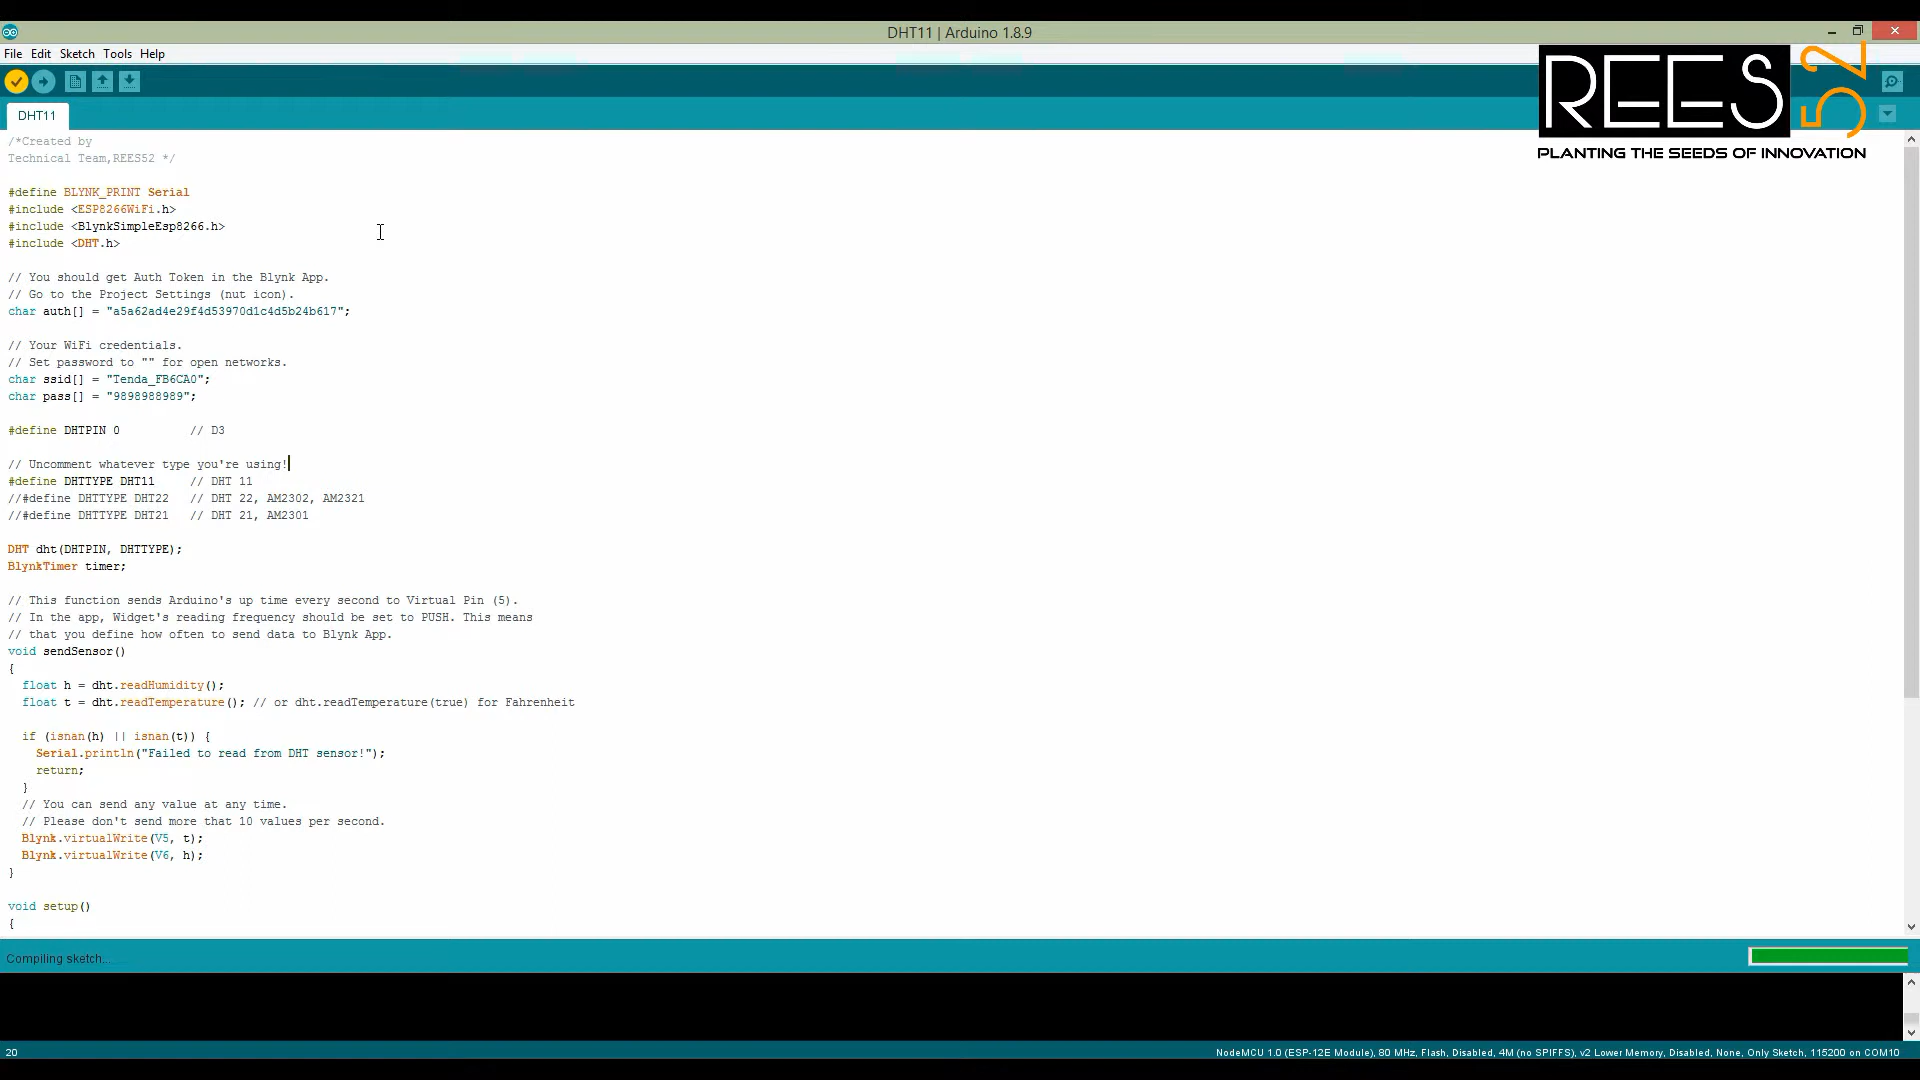 DHT11 | Arduino 1.8.9
File Edit Sketch Tools Help
REES 52
PLANTING THE SEEDS OF INNOVATION
DHT11
/*Created by
Technical Team,REES52 */
#define BLYNK_PRINT Serial
#include <ESP8266WiFi.h>
#include <BlynkSimpleEsp8266.h>
#include <DHT.h>
// You should get Auth Token in the Blynk App.
// Go to the Project Settings (nut icon).
char auth[] = "a5a62ad4e29f4d53970d1c4d5b24b617";
// Your WiFi credentials.
// Set password to "" for open networks.
char ssid[] = "Tenda_FB6CA0";
char pass[] = "9898988989";
#define DHTPIN 0          // D3
// Uncomment whatever type you're using!
#define DHTTYPE DHT11     // DHT 11
//#define DHTTYPE DHT22   // DHT 22, AM2302, AM2321
//#define DHTTYPE DHT21   // DHT 21, AM2301
DHT dht(DHTPIN, DHTTYPE);
BlynkTimer timer;
// This function sends Arduino's up time every second to Virtual Pin (5).
// In the app, Widget's reading frequency should be set to PUSH. This means
// that you define how often to send data to Blynk App.
void sendSensor()
{
  float h = dht.readHumidity();
  float t = dht.readTemperature(); // or dht.readTemperature(true) for Fahrenheit
  if (isnan(h) || isnan(t)) {
    Serial.println("Failed to read from DHT sensor!");
    return;
  }
  // You can send any value at any time.
  // Please don't send more that 10 values per second.
  Blynk.virtualWrite(V5, t);
  Blynk.virtualWrite(V6, h);
}
void setup()
{
Compiling sketch...
20
NodeMCU 1.0 (ESP-12E Module), 80 MHz, Flash, Disabled, 4M (no SPIFFS), v2 Lower Memory, Disabled, None, Only Sketch, 115200 on COM10